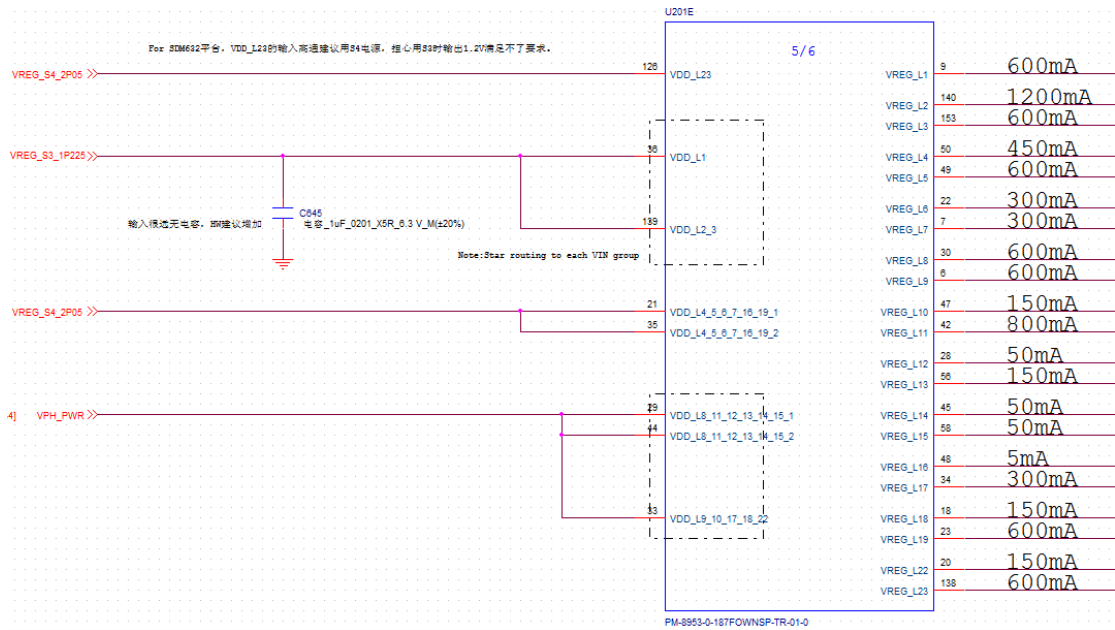 U201E
5/6
For SDM632平台，VDD_L23的输入高通建议用S4电源，担心用S3时输出1.2V满足不了要求。
VREG_S4_2P05
126
VDD_L23
VREG_S3_1P225
36
VDD_L1
C645
输入很远无电容，HW建议增加
电容_1uF_0201_X5R_6.3 V_M(±20%)
139
VDD_L2_3
Note:Star routing to each VIN group
VREG_S4_2P05
21
VDD_L4_5_6_7_16_19_1
35
VDD_L4_5_6_7_16_19_2
4]
VPH_PWR
29
VDD_L8_11_12_13_14_15_1
44
VDD_L8_11_12_13_14_15_2
33
VDD_L9_10_17_18_22
VREG_L1 9 600mA
VREG_L2 140 1200mA
VREG_L3 153 600mA
VREG_L4 50 450mA
VREG_L5 49 600mA
VREG_L6 22 300mA
VREG_L7 7 300mA
VREG_L8 30 600mA
VREG_L9 6 600mA
VREG_L10 47 150mA
VREG_L11 42 800mA
VREG_L12 28 50mA
VREG_L13 56 150mA
VREG_L14 45 50mA
VREG_L15 58 50mA
VREG_L16 48 5mA
VREG_L17 34 300mA
VREG_L18 18 150mA
VREG_L19 23 600mA
VREG_L22 20 150mA
VREG_L23 138 600mA
PM-8953-0-187FOWNSP-TR-01-0